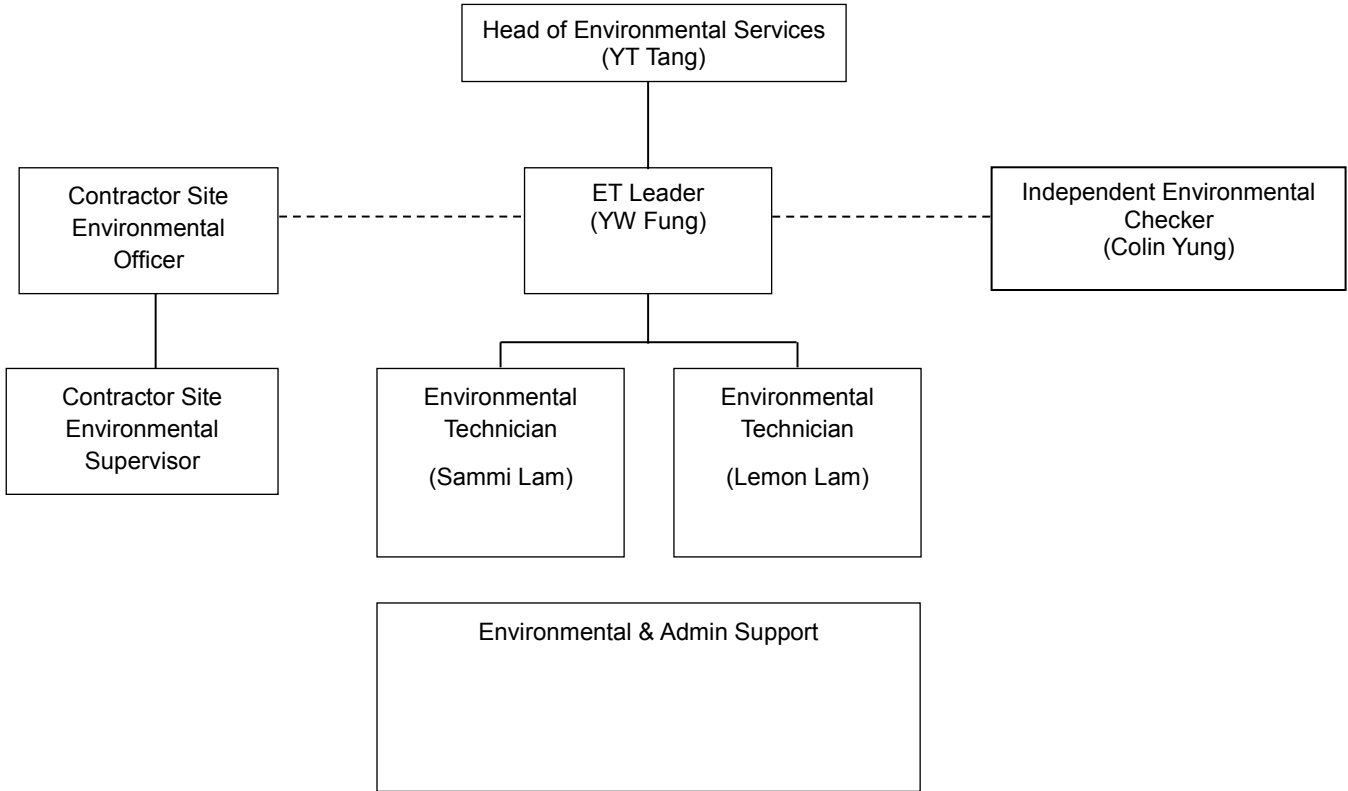 Head of Environmental Services
(YT Tang)
Contractor Site
Environmental
Officer
ET Leader
(YW Fung)
Independent Environmental
Checker
(Colin Yung)
Contractor Site
Environmental
Supervisor
Environmental
Technician
(Sammi Lam)
Environmental
Technician
(Lemon Lam)
Environmental & Admin Support